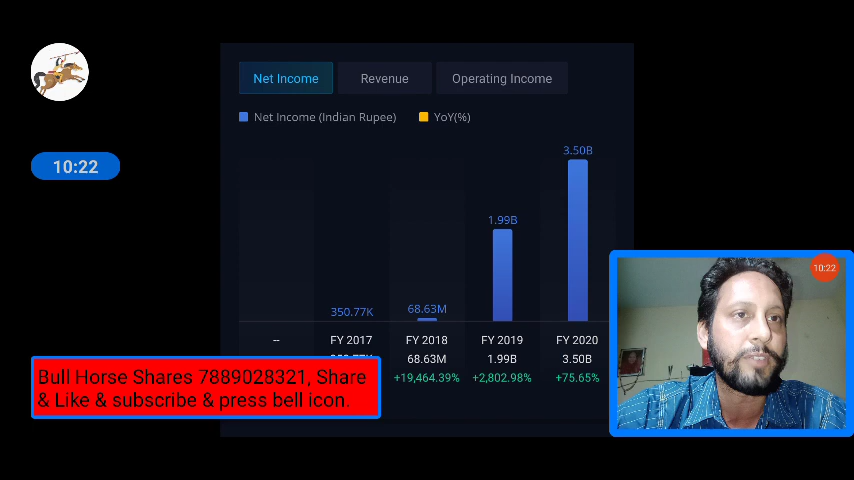 Net Income Revenue Operating Income
Net Income (Indian Rupee) YoY(%)
3.50B
10:22
1.99B
10:22
350.77K 68.63M
-- FY 2017 FY 2018 FY 2019 FY 2020
68.63M 1.99B 3.50B
+19,464.39% +2,802.98% +75.65%
Bull Horse Shares 7889028321, Share
& Like & subscribe & press bell icon.